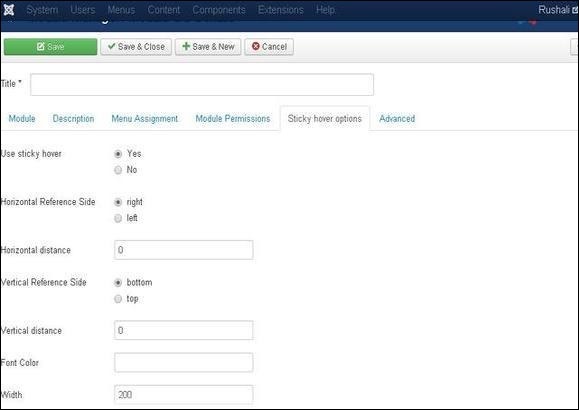 System Users Menus Content Components Extensions Help. Rushali
Save Save & Close Save & New Cancel
Title *
Module Description Menu Assignment Module Permissions Sticky hover options Advanced
Use sticky hover Yes
No
Horizontal Reference Side right
left
Horizontal distance 0
Vertical Reference Side bottom
top
Vertical distance 0
Font Color
Width 200